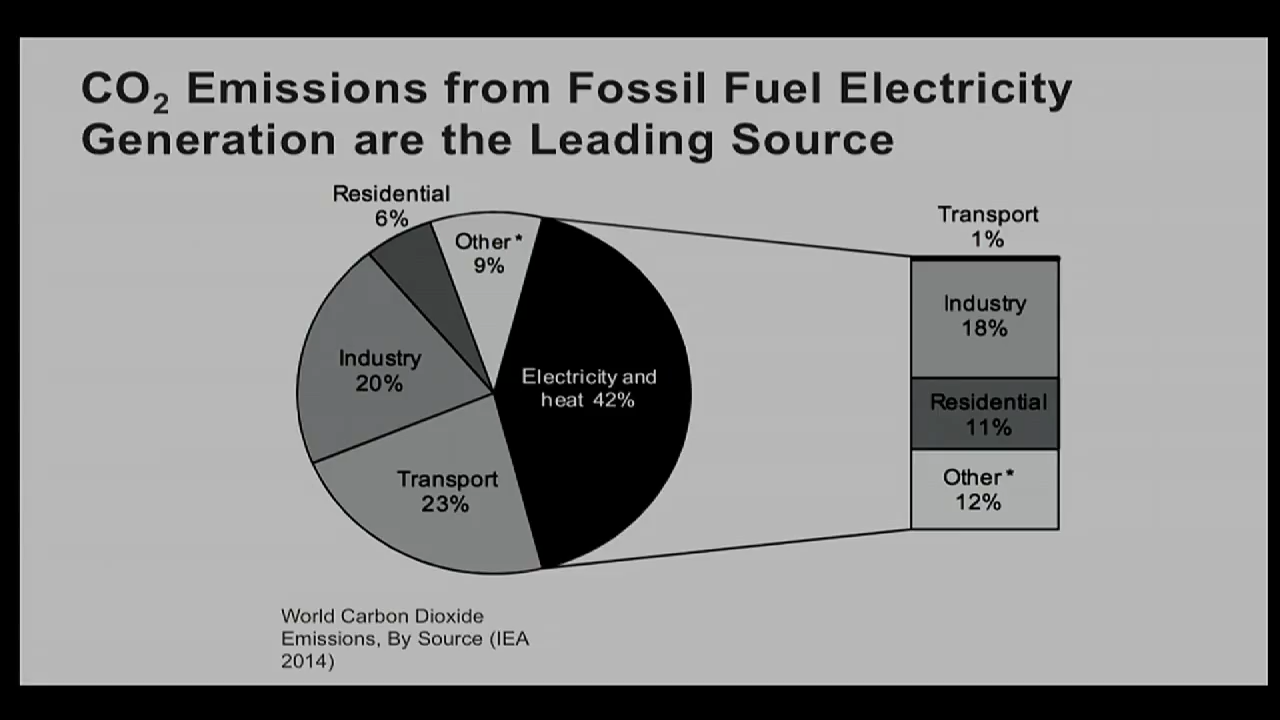 CO₂ Emissions from Fossil Fuel Electricity
Generation are the Leading Source
Residential
6%
Other *
9%
Industry
20%
Electricity and
heat 42%
Transport
23%
Transport
1%
Industry
18%
Residential
11%
Other *
12%
World Carbon Dioxide
Emissions, By Source (IEA
2014)